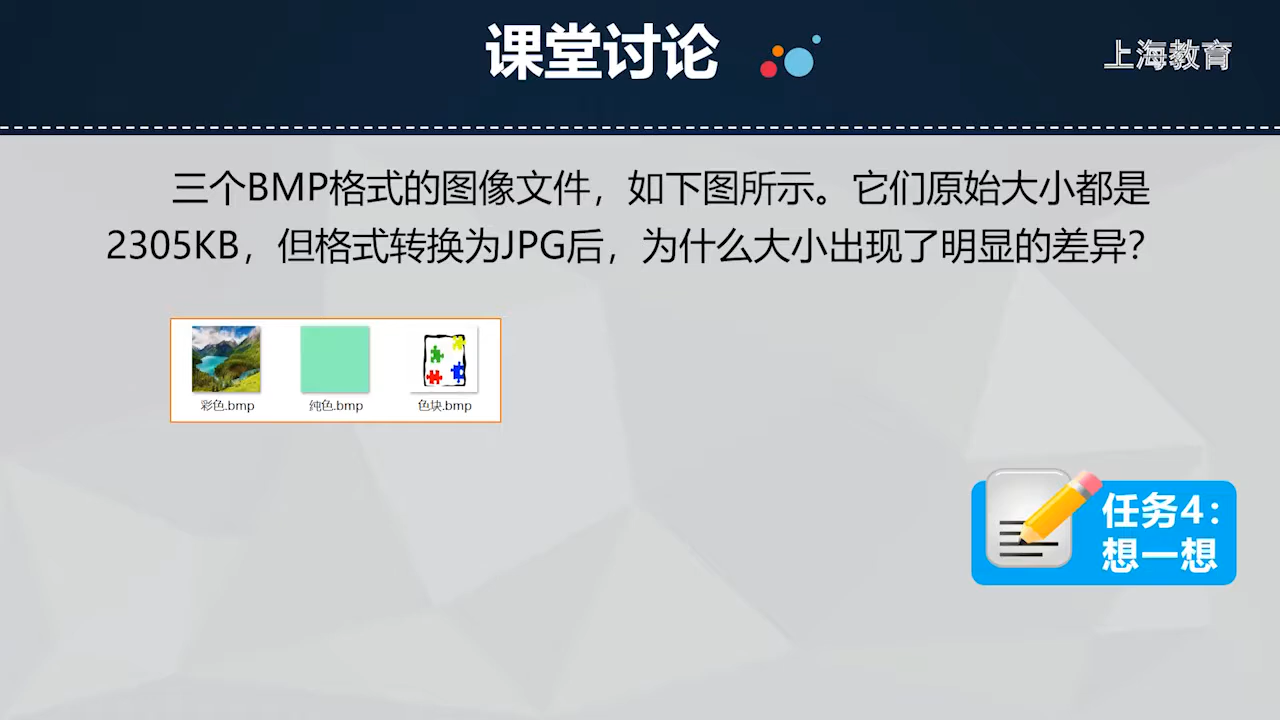 课堂讨论
上海教育
三个BMP格式的图像文件，如下图所示。它们原始大小都是
2305KB，但格式转换为JPG后，为什么大小出现了明显的差异？
彩色.bmp
纯色.bmp
色块.bmp
任务4：
想一想